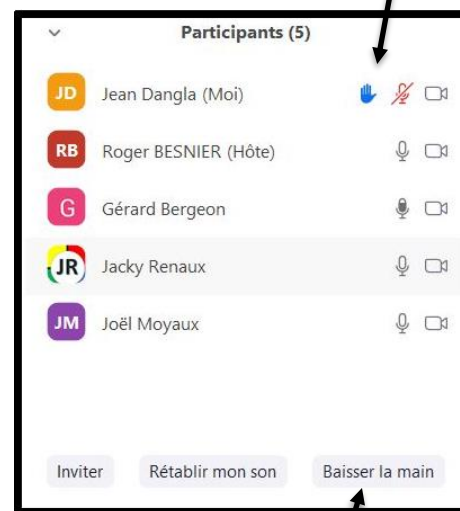 Participants (5)
JD Jean Dangla (Moi)
RB Roger BESNIER (Hôte)
G Gérard Bergeon
JR Jacky Renaux
JM Joël Moyaux
Inviter Rétablir mon son Baisser la main